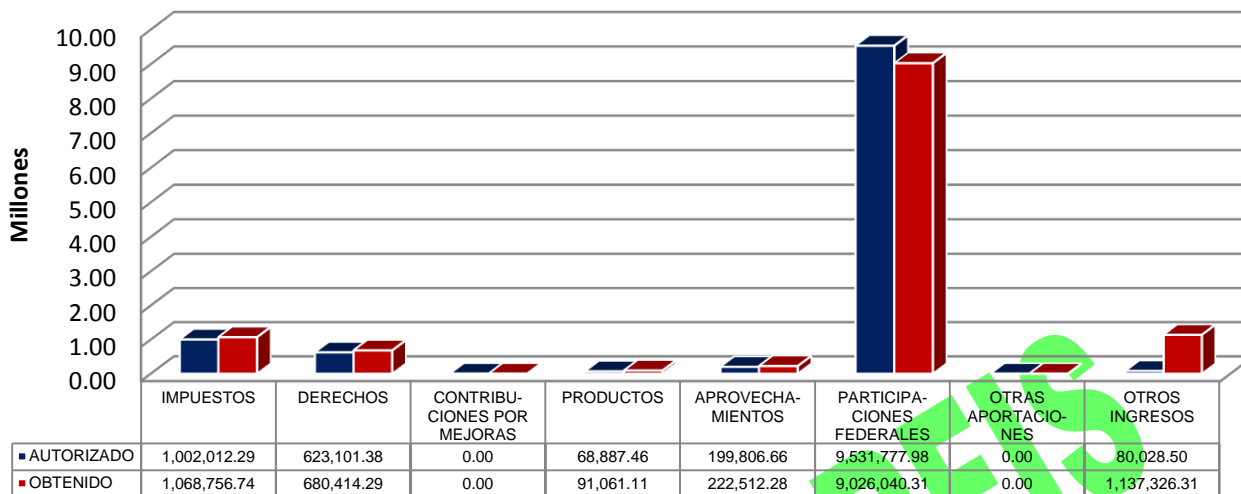 10.00
9.00
8.00
7.00
6.00
5.00
4.00
3.00
2.00
1.00
0.00
Millones
IMPUESTOS
DERECHOS
CONTRIBU-
CIONES POR
MEJORAS
PRODUCTOS
APROVECHA-
MIENTOS
PARTICIPA-
CIONES
FEDERALES
OTRAS
APORTACIO-
NES
OTROS
INGRESOS
AUTORIZADO 1,002,012.29 623,101.38 0.00 68,887.46 199,806.66 9,531,777.98 0.00 80,028.50
OBTENIDO 1,068,756.74 680,414.29 0.00 91,061.11 222,512.28 9,026,040.31 0.00 1,137,326.31